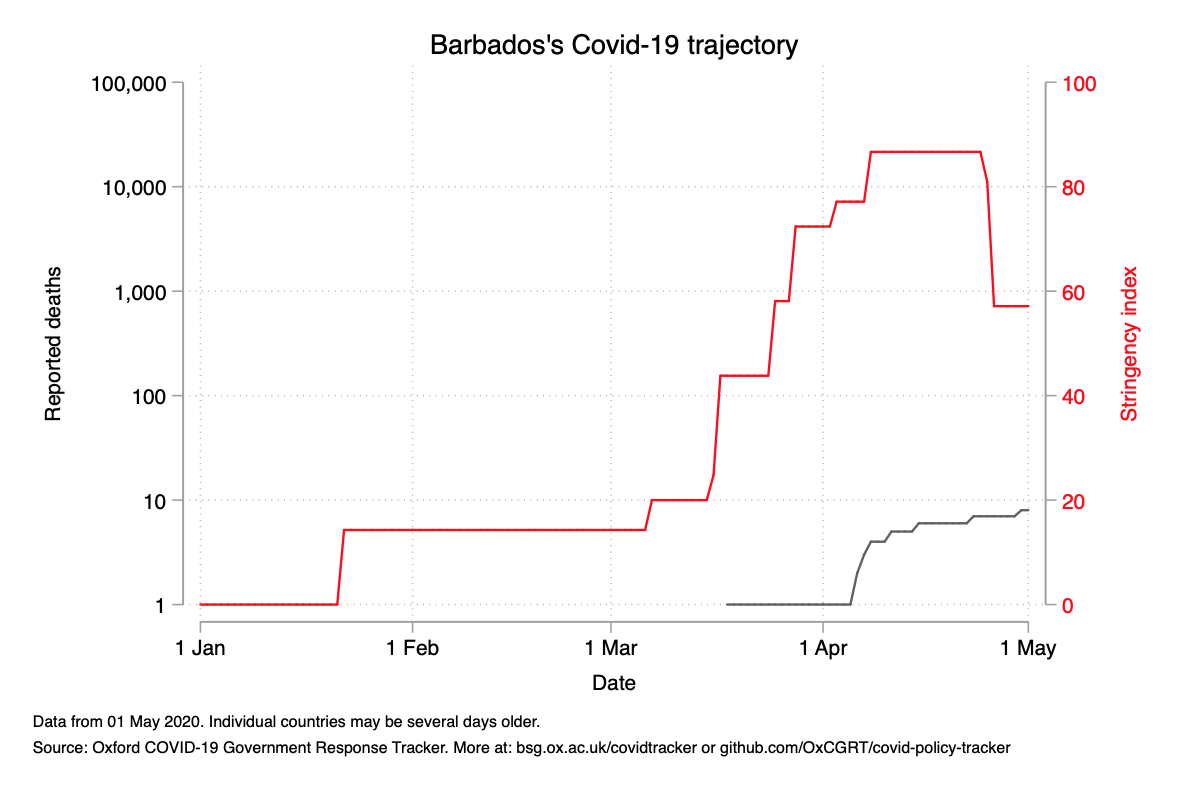 Barbados's Covid-19 trajectory
100,000
10,000
1,000
100
10
1
Reported deaths
100
80
60
40
20
0
Stringency index
1 Jan
1 Feb
1 Mar
1 Apr
1 May
Date
Data from 01 May 2020. Individual countries may be several days older.
Source: Oxford COVID-19 Government Response Tracker. More at: bsg.ox.ac.uk/covidtracker or github.com/OxCGRT/covid-policy-tracker